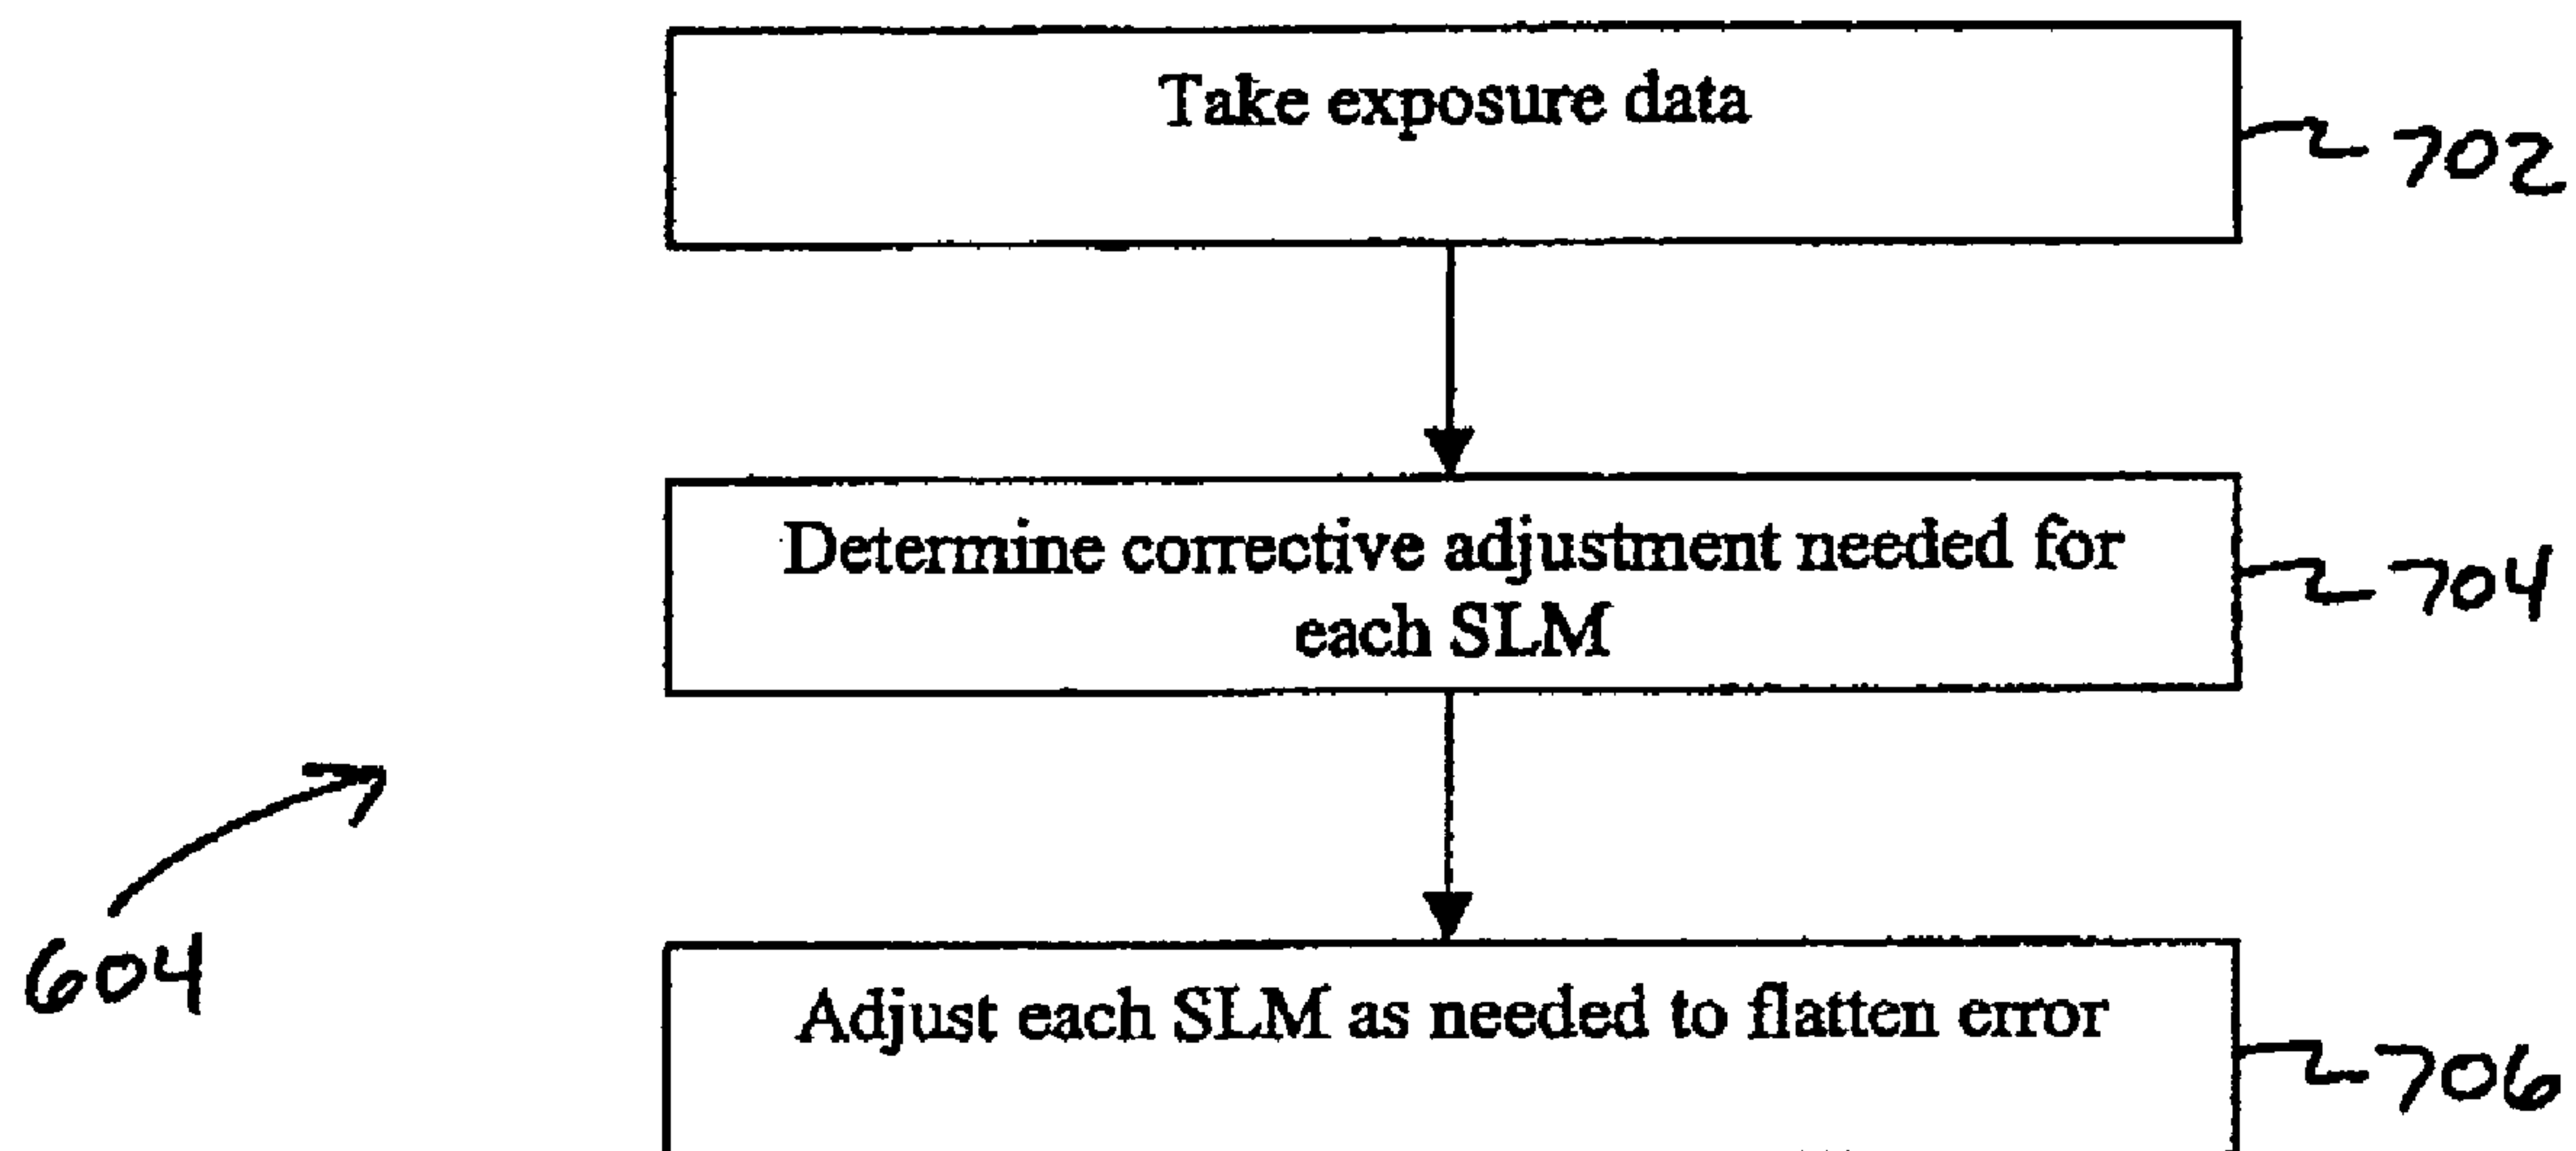 Take exposure data
702
Determine corrective adjustment needed for
each SLM
704
604
Adjust each SLM as needed to flatten error
706